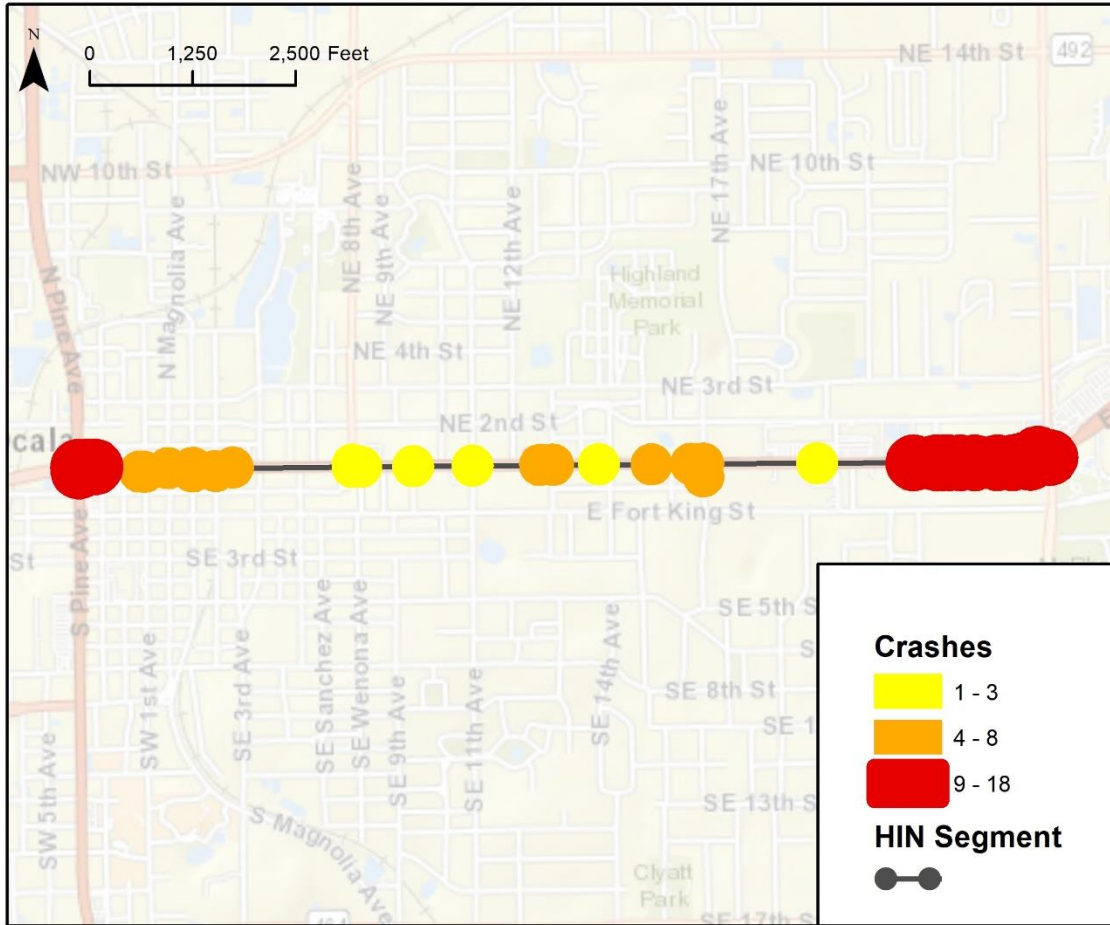 N
0 1,250 2,500 Feet
NE 14th St
492
NW 10th St
NE 10th St
N Magnolia Ave
NE 8th Ave
NE 9th Ave
NE 12th Ave
NE 17th Ave
N Pine Ave
Highland
Memorial
Park
NE 4th St
NE 3rd St
NE 2nd St
cala
E Fort King St
St
SE 3rd St
S Pine Ave
SW 1st Ave
SE 3rd Ave
SE Sanchez Ave
SE Wenona Ave
SE 9th Ave
SE 11th Ave
SE 14th Ave
SE 5th S
SE 8th St
SE 1
SE 13th S
SW 5th Ave
S Magnolia Ave
Clyatt
Park
SE 17th S
464
Crashes
1 - 3
4 - 8
9 - 18
HIN Segment